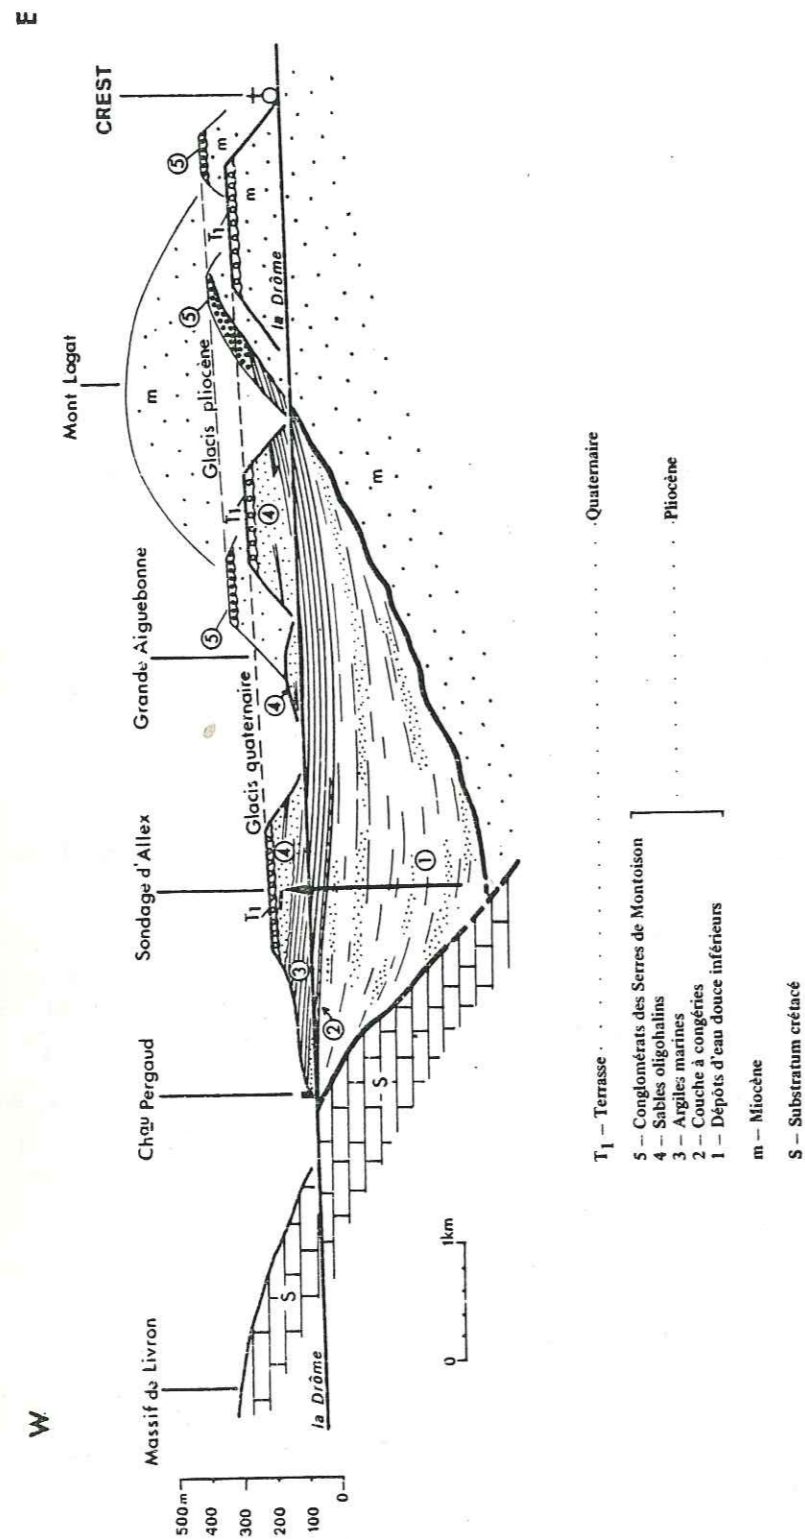 W
E
Massif de Livron
Chau Pergaud
Sondage d'Allex
Grande Aiguebonne
Mont Logat
CREST
500m
400
300
200
100
0
la Drôme
S
S
2
3
T1
4
1
Glacis quaternaire
4
5
T1
4
Glacis pliocène
m
5
m
la Drôme
T1
5
m
m
0
1km
T1 – Terrasse . . . . . . . . . . . . . Quaternaire
5 – Conglomérats des Serres de Montoison
4 – Sables oligohalins
3 – Argiles marines
2 – Couche à congéries
1 – Dépôts d'eau douce inférieurs
. . . . . . . . Pliocène
m – Miocène
S – Substratum crétacé